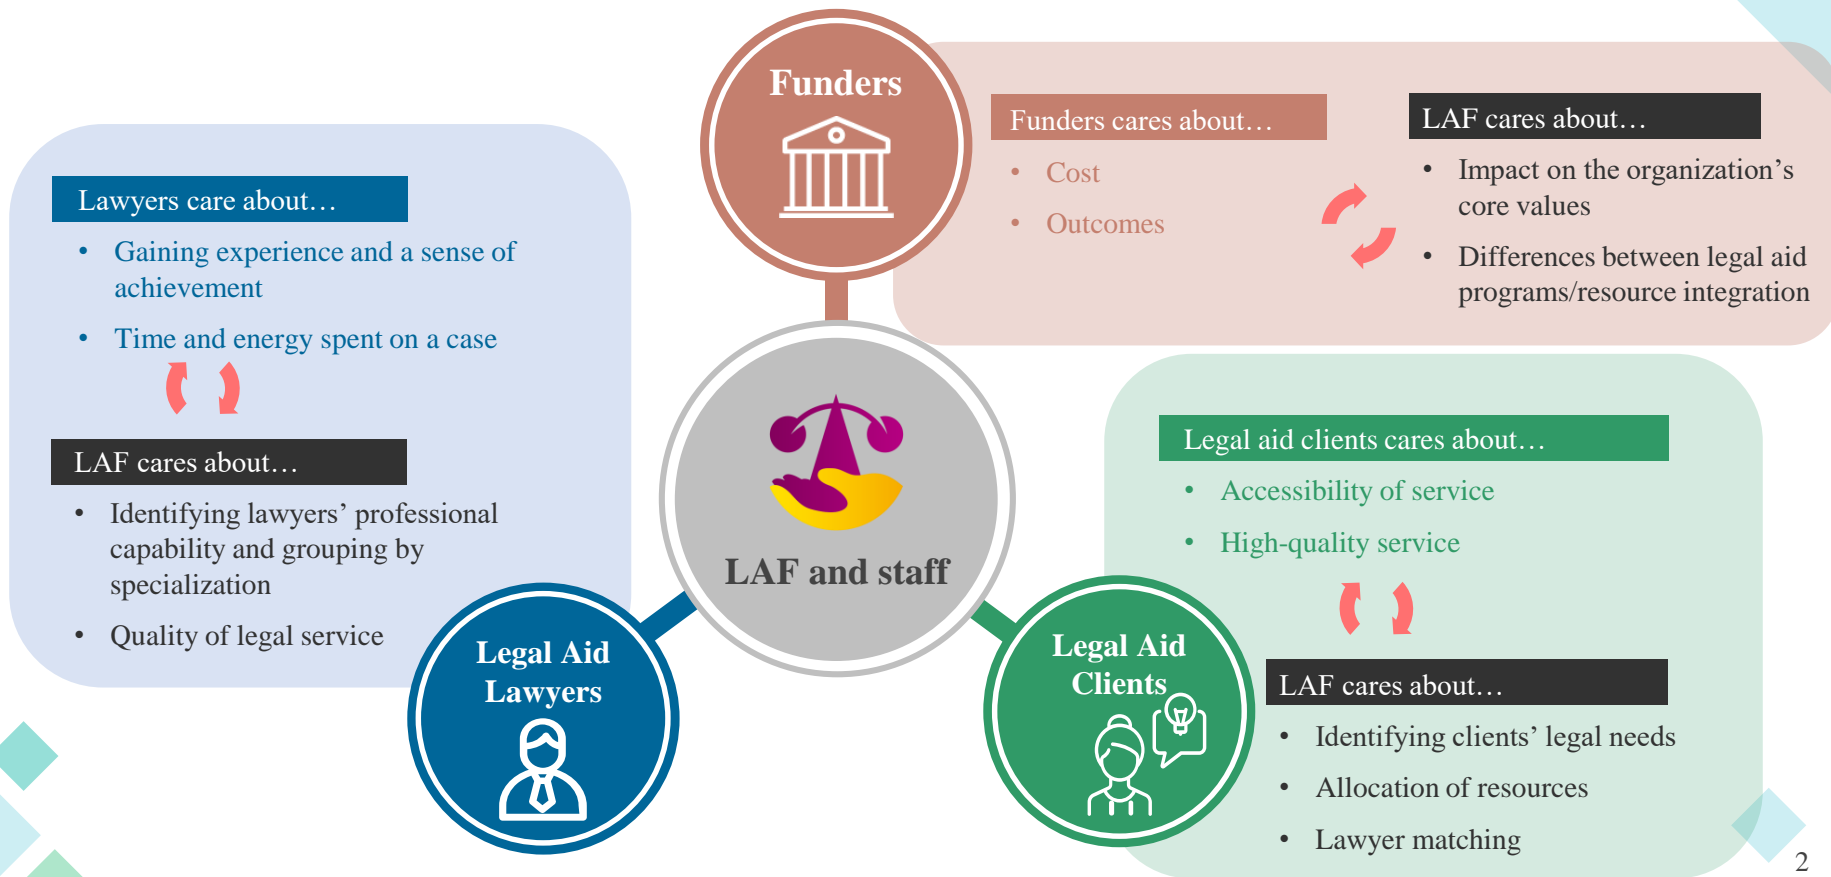 Funders
Funders cares about…
• Cost
• Outcomes
LAF cares about…
• Impact on the organization’s
core values
• Differences between legal aid
programs/resource integration
Lawyers care about…
• Gaining experience and a sense of
achievement
• Time and energy spent on a case
LAF cares about…
• Identifying lawyers’ professional
capability and grouping by
specialization
• Quality of legal service
LAF and staff
Legal Aid
Lawyers
Legal Aid
Clients
Legal aid clients cares about…
• Accessibility of service
• High-quality service
LAF cares about…
• Identifying clients’ legal needs
• Allocation of resources
• Lawyer matching
2